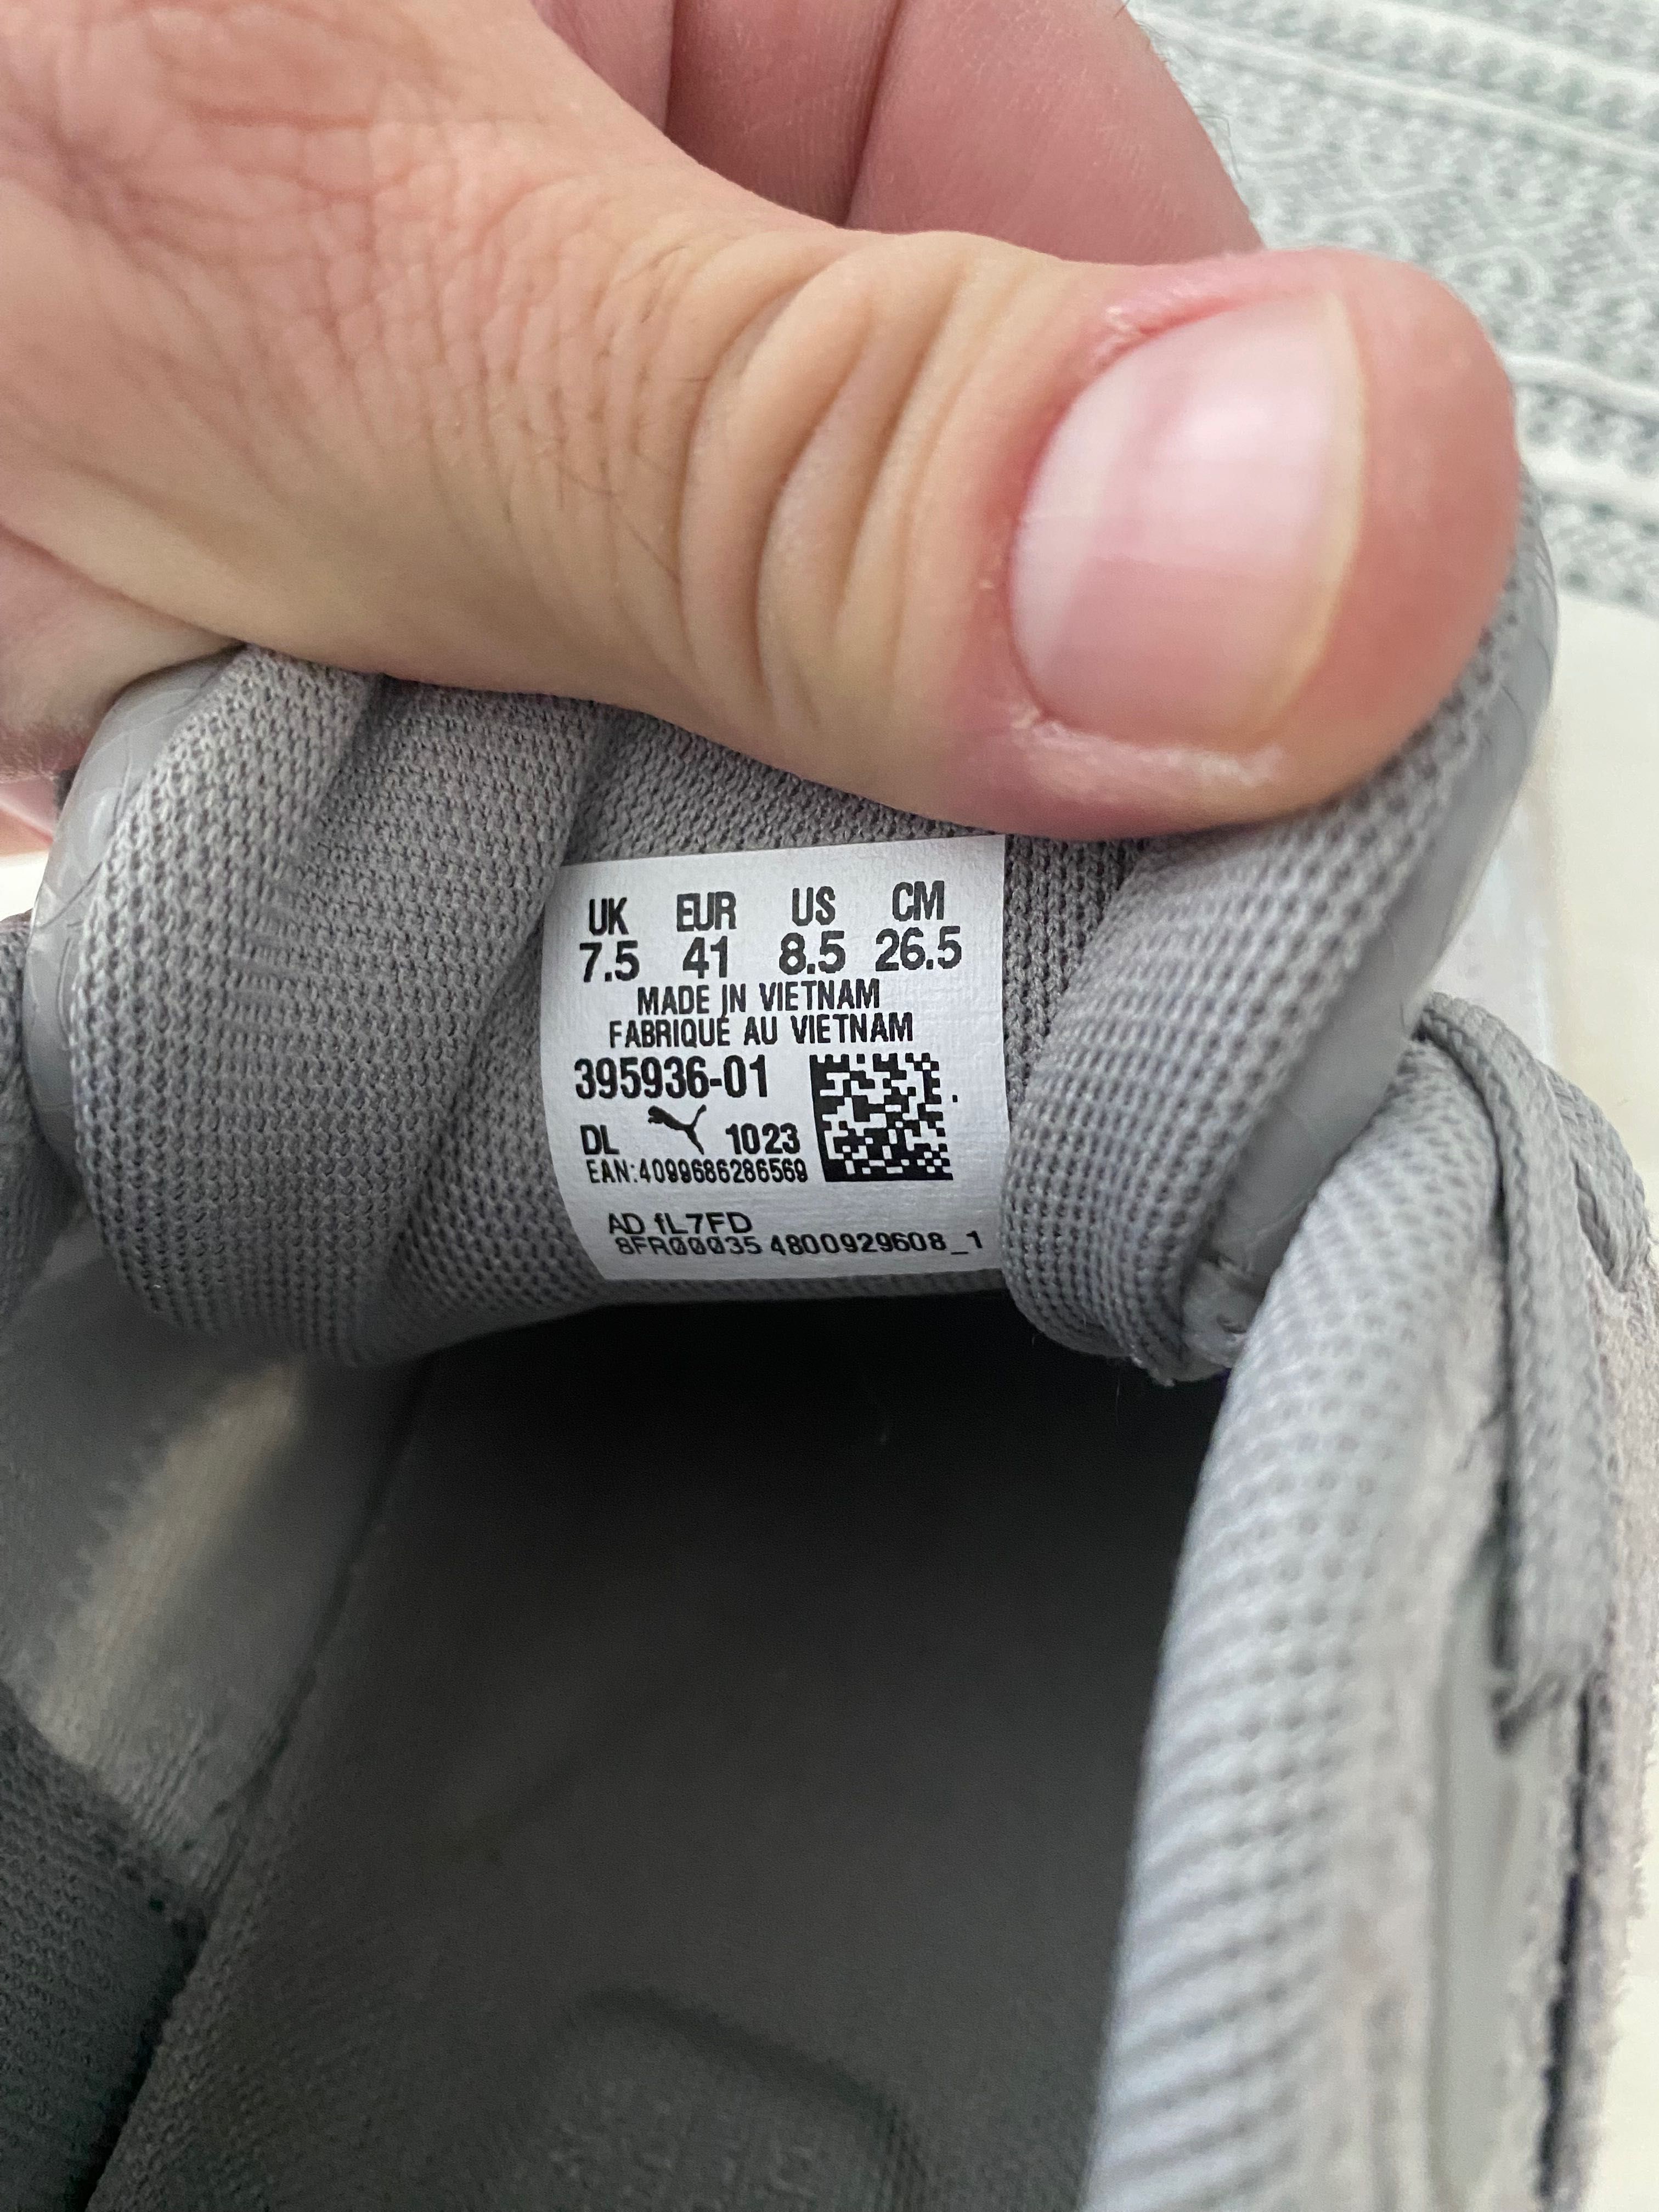 UK EUR US CM
7.5 41 8.5 26.5
MADE IN VIETNAM
FABRIQUÉ AU VIETNAM
395936-01
DL 1023
EAN:4099686286569
AD fL7FD
8FR00035 4800929608_1